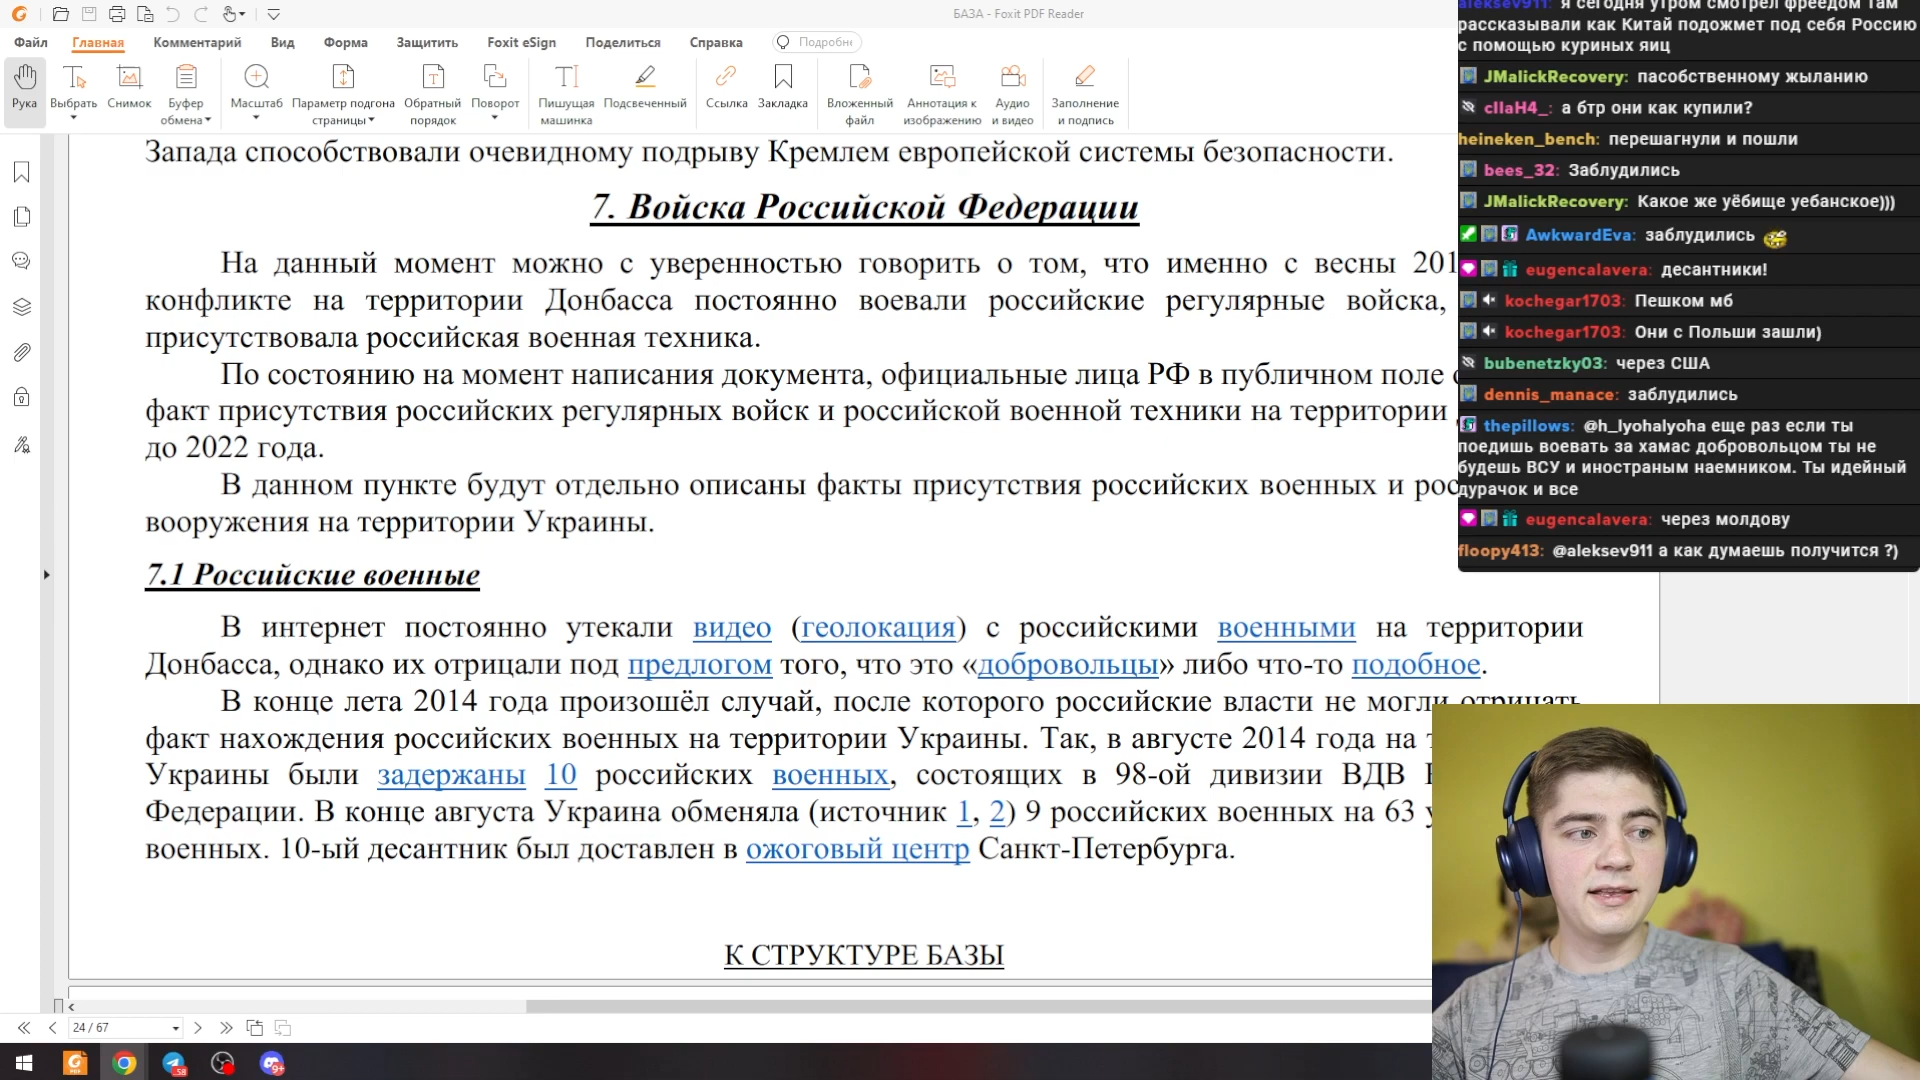 БАЗА - Foxit PDF Reader
Файл Главная Комментарий Вид Форма Защитить Foxit eSign Поделиться Справка Подробн
Рука Выбрать Снимок Буфер обмена Масштаб Параметр подгона страницы Обратный порядок Поворот Пишущая машинка Подсвеченный Ссылка Закладка Вложенный файл Аннотация к изображению Аудио и видео Заполнение и подпись
Запада способствовали очевидному подрыву Кремлем европейской системы безопасности.
7. Войска Российской Федерации
На данный момент можно с уверенностью говорить о том, что именно с весны 201
конфликте на территории Донбасса постоянно воевали российские регулярные войска,
присутствовала российская военная техника.
По состоянию на момент написания документа, официальные лица РФ в публичном поле
факт присутствия российских регулярных войск и российской военной техники на территории
до 2022 года.
В данном пункте будут отдельно описаны факты присутствия российских военных и рос
вооружения на территории Украины.
7.1 Российские военные
В интернет постоянно утекали видео (геолокация) с российскими военными на территории
Донбасса, однако их отрицали под предлогом того, что это «добровольцы» либо что-то подобное.
В конце лета 2014 года произошёл случай, после которого российские власти не могли отрицать
факт нахождения российских военных на территории Украины. Так, в августе 2014 года на
Украины были задержаны 10 российских военных, состоящих в 98-ой дивизии ВДВ
Федерации. В конце августа Украина обменяла (источник 1, 2) 9 российских военных на 63
военных. 10-ый десантник был доставлен в ожоговый центр Санкт-Петербурга.
К СТРУКТУРЕ БАЗЫ
24 / 67
58
9+
aleksev911: я сегодня утром смотрел фреедом там
рассказывали как Китай подожмет под себя Россию
с помощью куриных яиц
JMalickRecovery: пасобственному жыланию
cIIaH4_: а бтр они как купили?
heineken_bench: перешагнули и пошли
bees_32: Заблудились
JMalickRecovery: Какое же уёбище уебанское)))
AwkwardEva: заблудились
eugencalavera: десантники!
kochegar1703: Пешком мб
kochegar1703: Они с Польши зашли)
bubenetzky03: через США
dennis_manace: заблудились
thepillows: @h_lyohalyoha еще раз если ты
поедишь воевать за хамас добровольцом ты не
будешь ВСУ и иностраным наемником. Ты идейный
дурачок и все
eugencalavera: через молдову
floopy413: @aleksev911 а как думаешь получится ?)